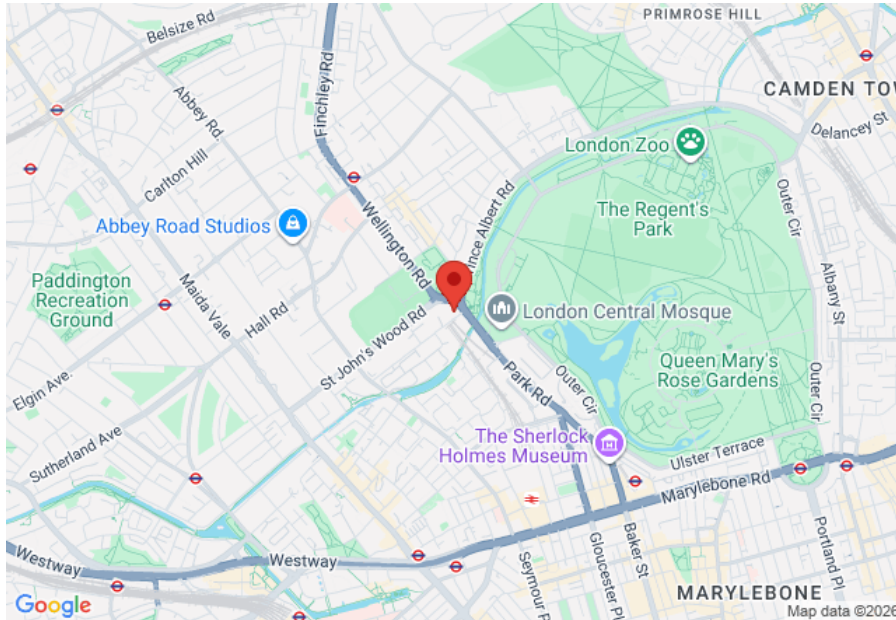 PRIMROSE HILL
Belsize Rd
Finchley Rd
CAMDEN TOW
Abbey Rd.
Delancey St
London Zoo
Carlton Hill
Prince Albert Rd
Outer Cir
The Regent's
Park
Abbey Road Studios
Wellington Rd
Paddington
Recreation
Ground
Maida Vale
Hall Rd
Albany St
London Central Mosque
St John's Wood Rd
Elgin Ave.
Park Rd
Outer Cir
Queen Mary's
Rose Gardens
Outer Cir
Sutherland Ave
The Sherlock
Holmes Museum
Ulster Terrace
Marylebone Rd
Westway
Westway
Seymour Pl
Gloucester Pl
Baker St
Portland Pl
MARYLEBONE
Google
Map data ©2026